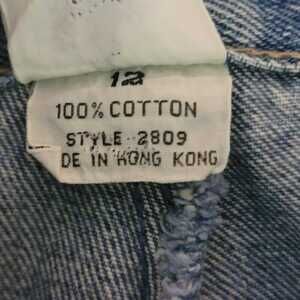 12
100% COTTON
STYLE 2809
DE IN HONG KONG